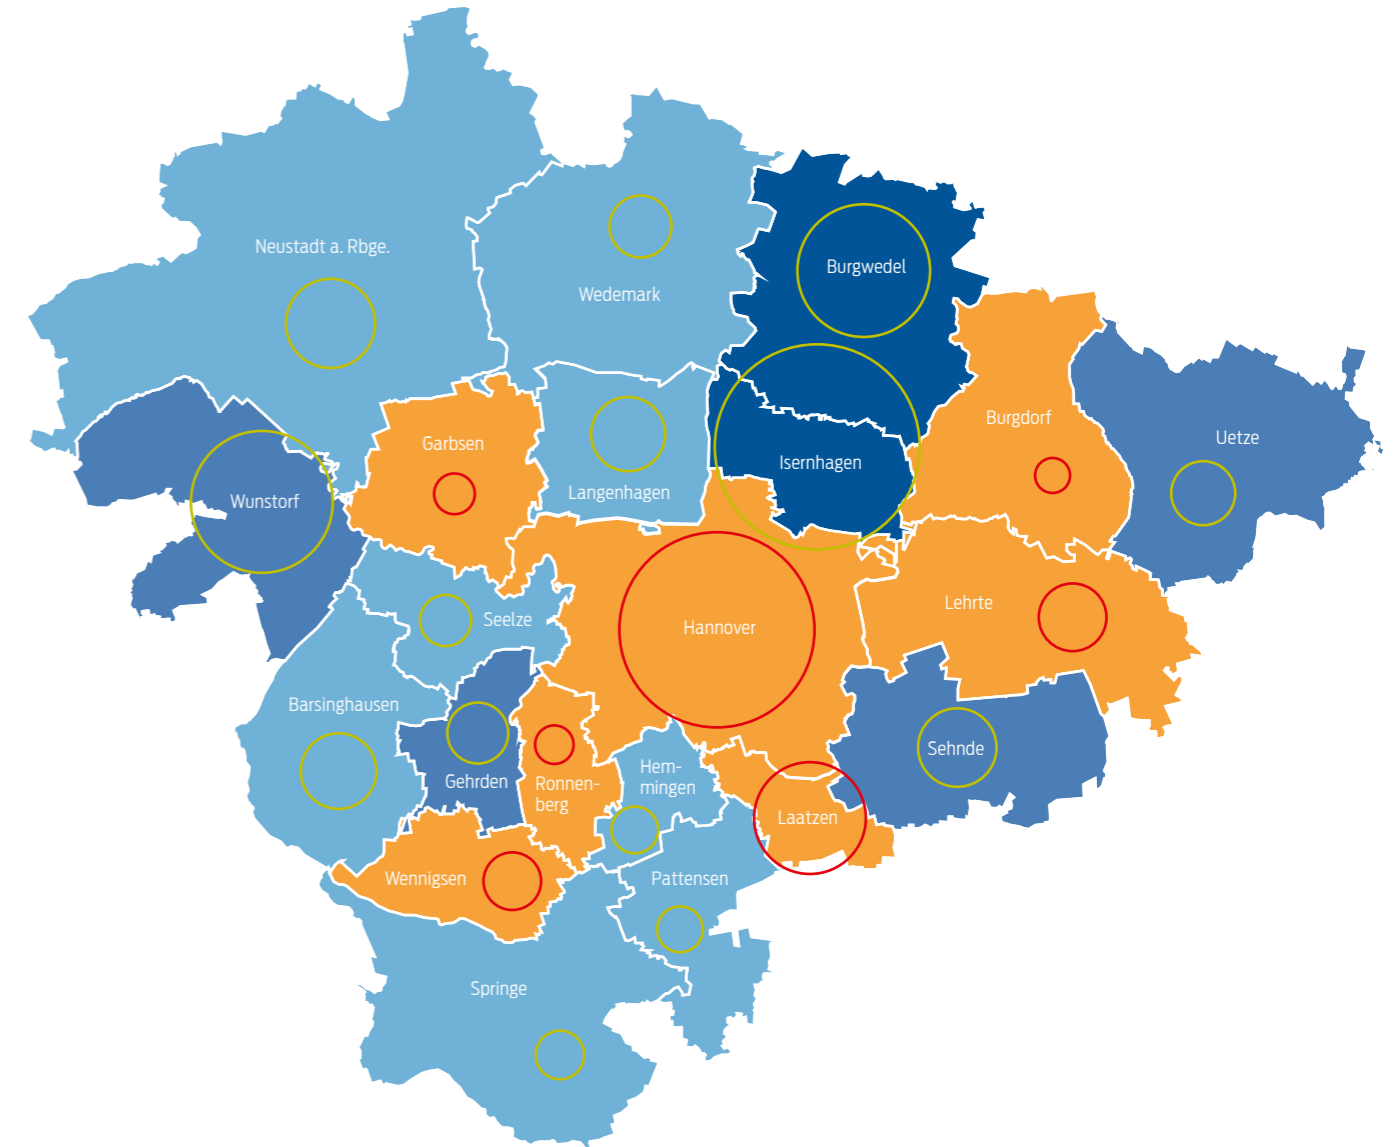 Neustadt a. Rbge.
Wedemark
Burgwedel
Burgdorf
Uetze
Garbsen
Isernhagen
Langenhagen
Wunstorf
Lehrte
Seelze
Hannover
Barsinghausen
Sehnde
Hem-
mingen
Gehrden
Ronnen-
berg
Laatzen
Wennigsen
Pattensen
Springe